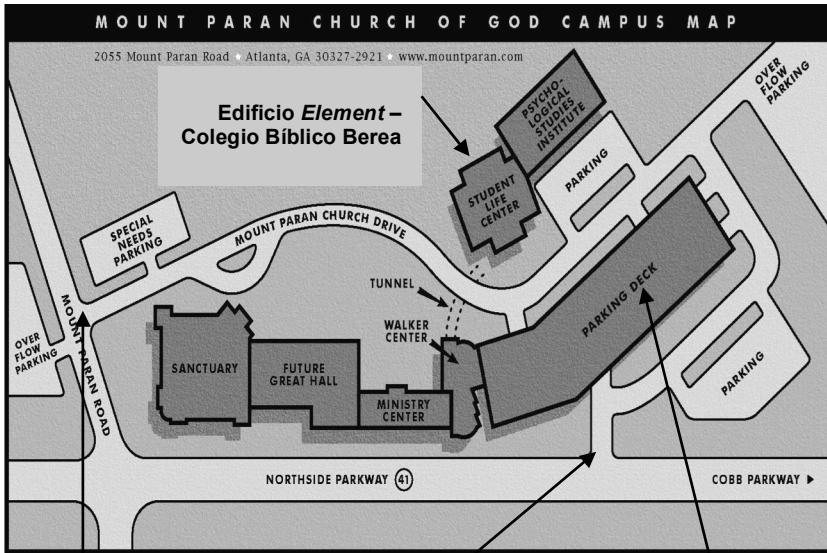 MOUNT PARAN CHURCH OF GOD CAMPUS MAP
2055 Mount Paran Road ★ Atlanta, GA 30327-2921 ★ www.mountparan.com
Edificio Element –
Colegio Bíblico Berea
PSYCHO-
LOGICAL
STUDIES
INSTITUTE
OVER
FLOW
PARKING
PARKING
STUDENT
LIFE
CENTER
SPECIAL
NEEDS
PARKING
MOUNT PARAN CHURCH DRIVE
TUNNEL
WALKER
CENTER
PARKING DECK
MOUNT PARAN ROAD
OVER
FLOW
PARKING
SANCTUARY
FUTURE
GREAT HALL
MINISTRY
CENTER
PARKING
NORTHSIDE PARKWAY 41
COBB PARKWAY ▶